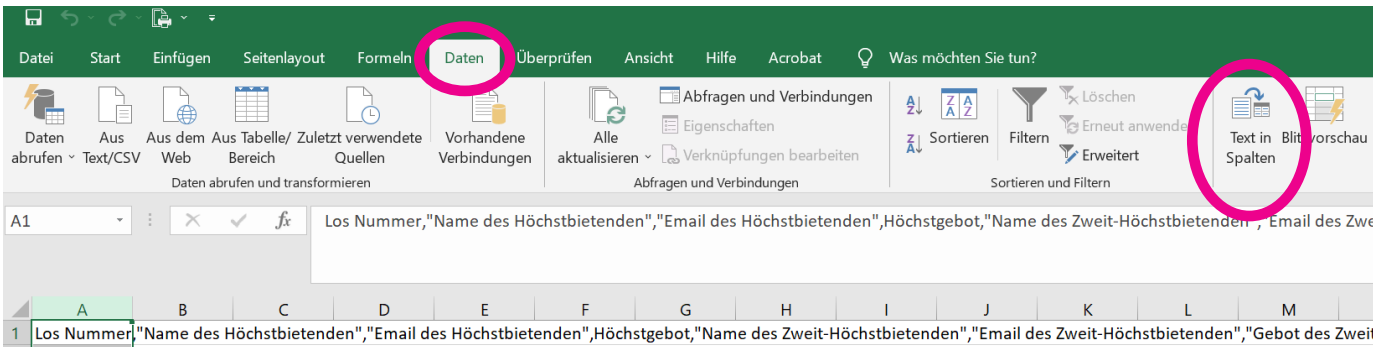 Datei Start Einfügen Seitenlayout Formeln Daten Überprüfen Ansicht Hilfe Acrobat Was möchten Sie tun?
Daten abrufen
Aus Text/CSV
Aus dem Web
Aus Tabelle/ Bereich
Zuletzt verwendete Quellen
Daten abrufen und transformieren
Vorhandene Verbindungen
Alle aktualisieren
Abfragen und Verbindungen
Eigenschaften
Verknüpfungen bearbeiten
Abfragen und Verbindungen
A
Z
Z
A
Z A
A Z
Sortieren
Filtern
Löschen
Erneut anwende
Erweitert
Sortieren und Filtern
Text in Spalten
Blitzvorschau
A1 fx Los Nummer,"Name des Höchstbietenden","Email des Höchstbietenden",Höchstgebot,"Name des Zweit-Höchstbietenden","Email des Zwe
A B C D E F G H I J K L M
1 Los Nummer,"Name des Höchstbietenden","Email des Höchstbietenden",Höchstgebot,"Name des Zweit-Höchstbietenden","Email des Zweit-Höchstbietenden","Gebot des Zweit